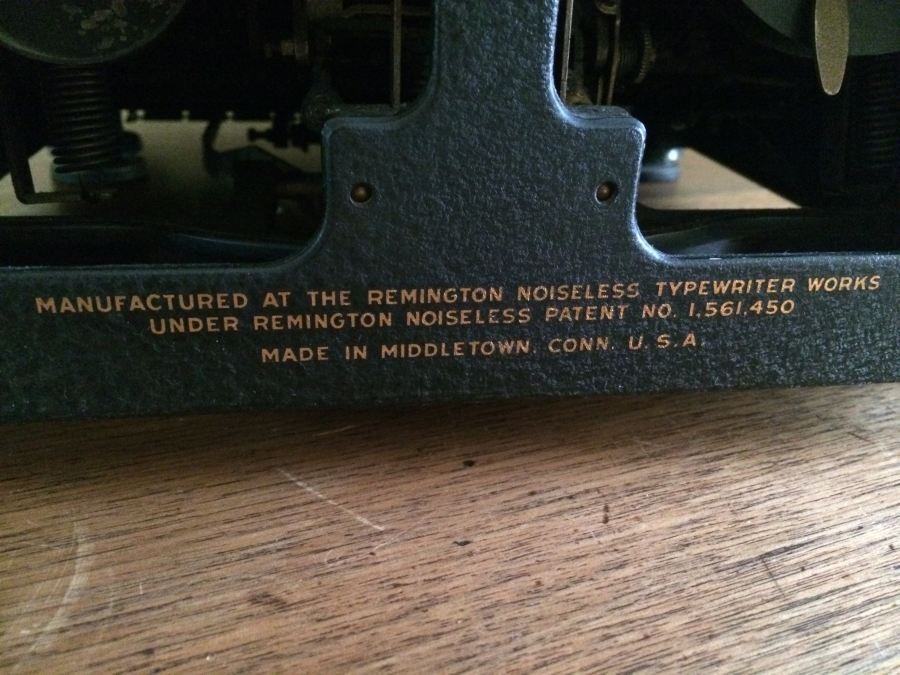 MANUFACTURED AT THE REMINGTON NOISELESS TYPEWRITER WORKS
UNDER REMINGTON NOISELESS PATENT NO. 1,561,450
MADE IN MIDDLETOWN, CONN. U.S.A.